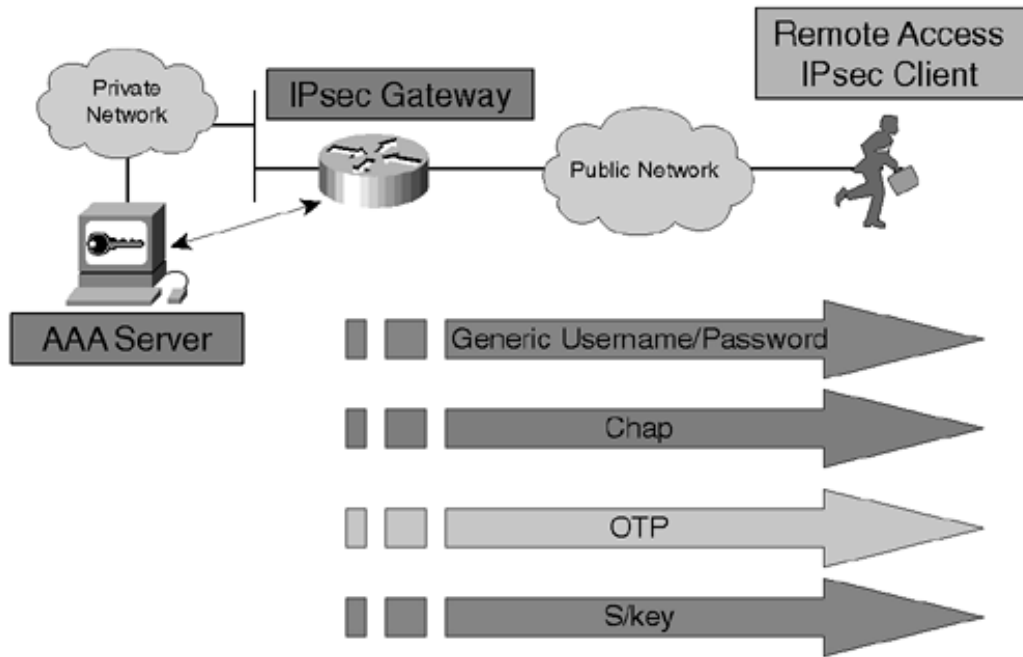 Remote Access
IPsec Client
Private
Network
IPsec Gateway
Public Network
AAA Server
Generic Username/Password
Chap
OTP
S/key